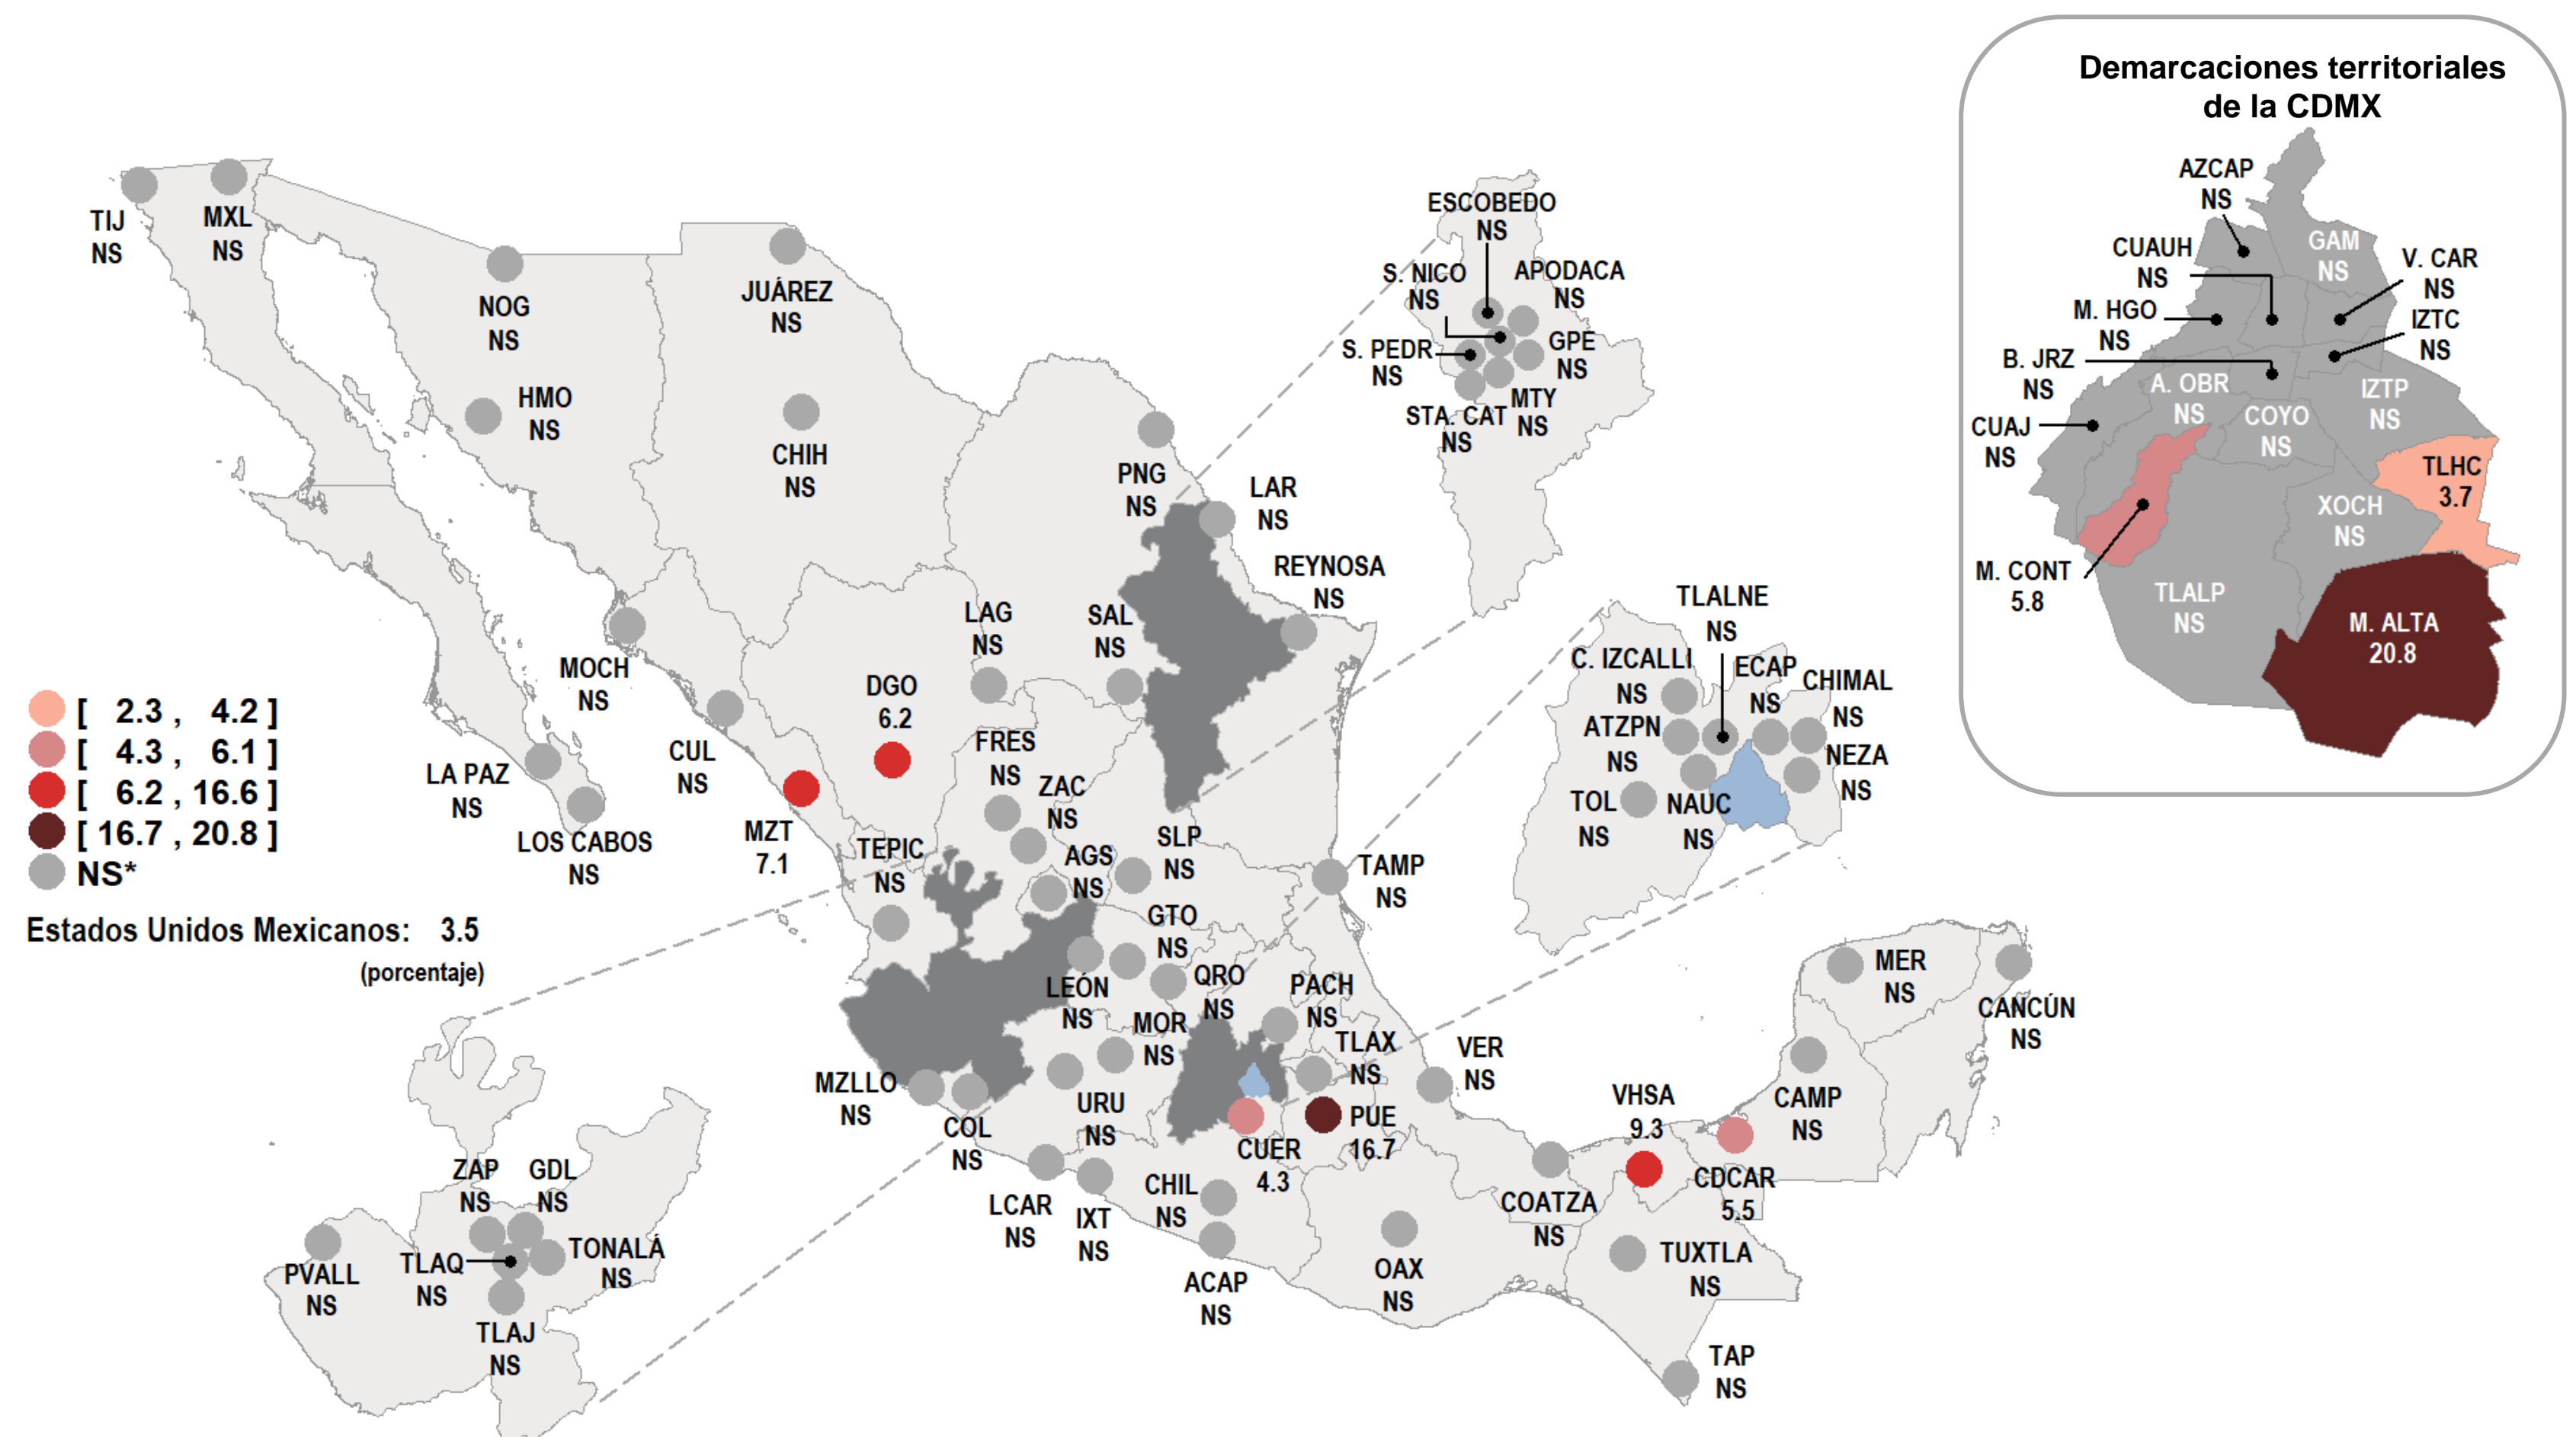 Demarcaciones territoriales
de la CDMX
AZCAP
NS
CUAUH
NS
GAM
NS
V. CAR
NS
M. HGO
NS
IZTC
NS
B. JRZ
NS
A. OBR
NS
IZTP
NS
COYO
NS
CUAJ
NS
TLHC
3.7
XOCH
NS
M. CONT
5.8
TLALP
NS
M. ALTA
20.8
TIJ
NS
MXL
NS
NOG
NS
JUÁREZ
NS
HMO
NS
CHIH
NS
ESCOBEDO
NS
S. NICO
NS
APODACA
NS
S. PEDR
NS
GPE
NS
STA. CAT
NS
MTY
NS
PNG
NS
LAR
NS
REYNOSA
NS
LAG
NS
SAL
NS
MOCH
NS
DGO
6.2
CUL
NS
FRES
NS
ZAC
NS
LA PAZ
NS
LOS CABOS
NS
MZT
7.1
TEPIC
NS
AGS
NS
SLP
NS
TAMP
NS
TLALNE
NS
C. IZCALLI
NS
ECAP
NS
CHIMAL
NS
ATZPN
NS
NEZA
NS
TOL
NS
NAUC
NS
[ 2.3 , 4.2 ]
[ 4.3 , 6.1 ]
[ 6.2 , 16.6 ]
[ 16.7 , 20.8 ]
NS*
Estados Unidos Mexicanos: 3.5
(porcentaje)
GTO
NS
LEÓN
NS
QRO
NS
PACH
NS
MOR
NS
TLAX
NS
VER
NS
MER
NS
CANCÚN
NS
MZLLO
NS
COL
NS
URU
NS
CUER
4.3
PUE
16.7
VHSA
9.3
CAMP
NS
CDCAR
5.5
LCAR
NS
IXT
NS
CHIL
NS
ACAP
NS
OAX
NS
COATZA
NS
TUXTLA
NS
TAP
NS
ZAP
NS
GDL
NS
PVALL
NS
TLAQ
NS
TONALÁ
NS
TLAJ
NS